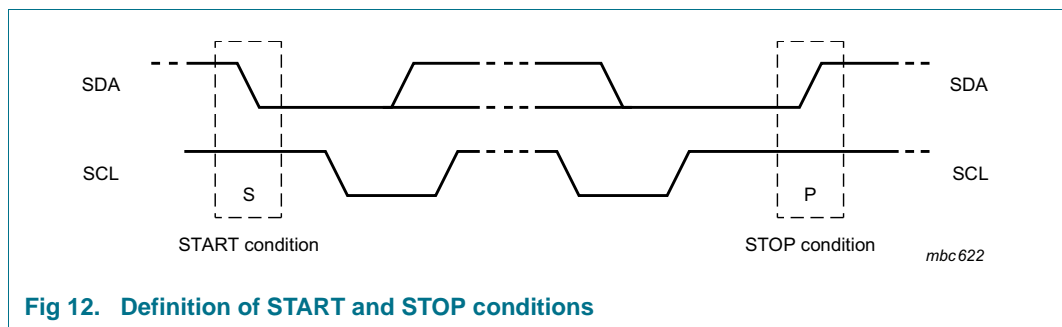 SDA
SDA
SCL
SCL
S
P
START condition
STOP condition
mbc622
Fig 12. Definition of START and STOP conditions